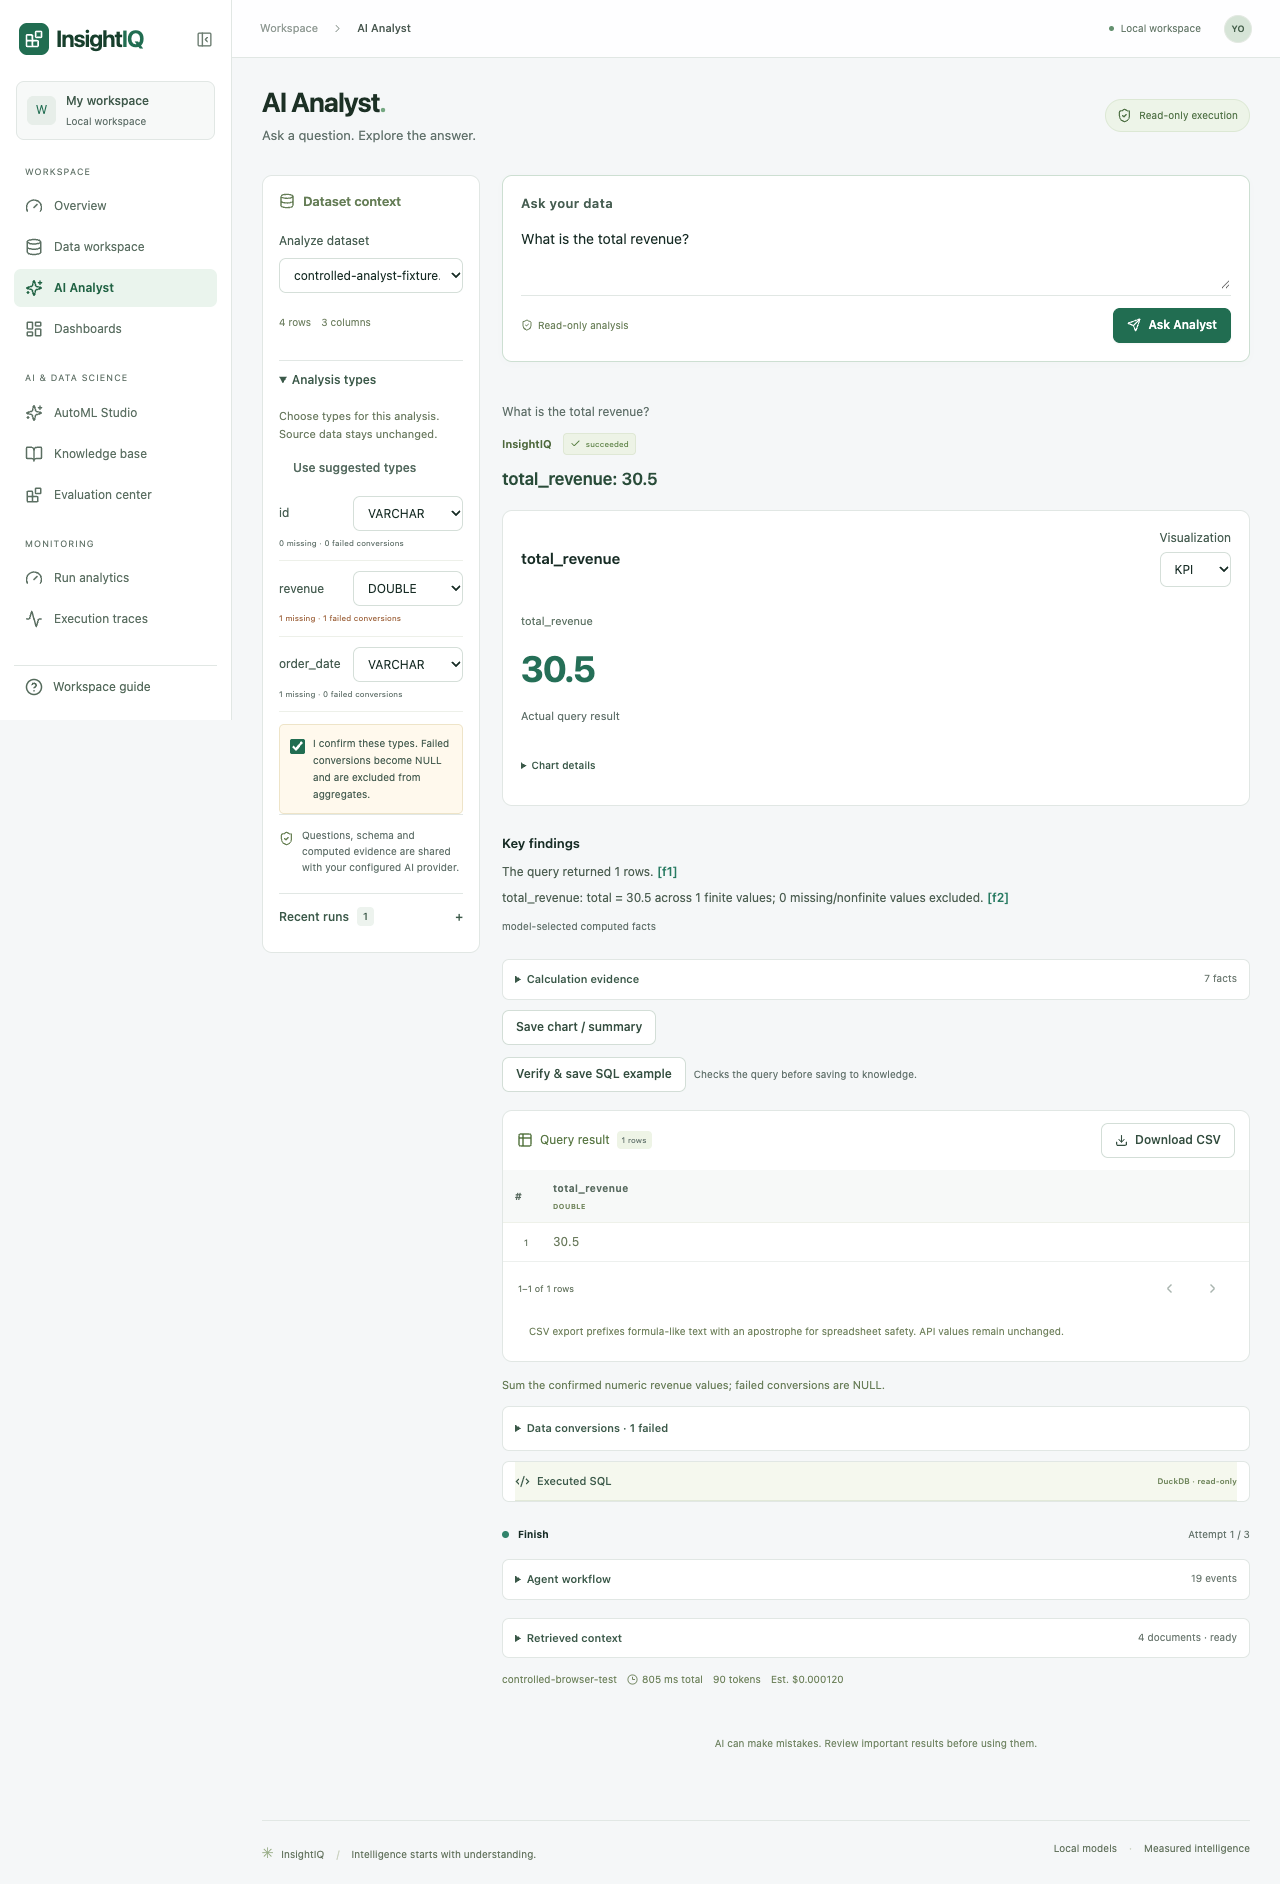 InsightIQ
W
My workspace
Local workspace
WORKSPACE
Overview
Data workspace
AI Analyst
Dashboards
AI & DATA SCIENCE
AutoML Studio
Knowledge base
Evaluation center
MONITORING
Run analytics
Execution traces
Workspace guide
Workspace > AI Analyst
Local workspace
YO
AI Analyst.
Ask a question. Explore the answer.
Read-only execution
Dataset context
Analyze dataset
controlled-analyst-fixture.
4 rows 3 columns
Analysis types
Choose types for this analysis.
Source data stays unchanged.
Use suggested types
id VARCHAR
0 missing · 0 failed conversions
revenue DOUBLE
1 missing · 1 failed conversions
order_date VARCHAR
1 missing · 0 failed conversions
I confirm these types. Failed
conversions become NULL
and are excluded from
aggregates.
Questions, schema and
computed evidence are shared
with your configured AI provider.
Recent runs 1 +
Ask your data
What is the total revenue?
Read-only analysis
Ask Analyst
What is the total revenue?
InsightIQ succeeded
total_revenue: 30.5
total_revenue
Visualization
KPI
total_revenue
30.5
Actual query result
Chart details
Key findings
The query returned 1 rows. [f1]
total_revenue: total = 30.5 across 1 finite values; 0 missing/nonfinite values excluded. [f2]
model-selected computed facts
Calculation evidence 7 facts
Save chart / summary
Verify & save SQL example Checks the query before saving to knowledge.
Query result 1 rows
Download CSV
# total_revenue
DOUBLE
1 30.5
1–1 of 1 rows
CSV export prefixes formula-like text with an apostrophe for spreadsheet safety. API values remain unchanged.
Sum the confirmed numeric revenue values; failed conversions are NULL.
Data conversions · 1 failed
Executed SQL DuckDB · read-only
Finish Attempt 1 / 3
Agent workflow 19 events
Retrieved context 4 documents · ready
controlled-browser-test 805 ms total 90 tokens Est. $0.000120
AI can make mistakes. Review important results before using them.
InsightIQ / Intelligence starts with understanding.
Local models · Measured intelligence